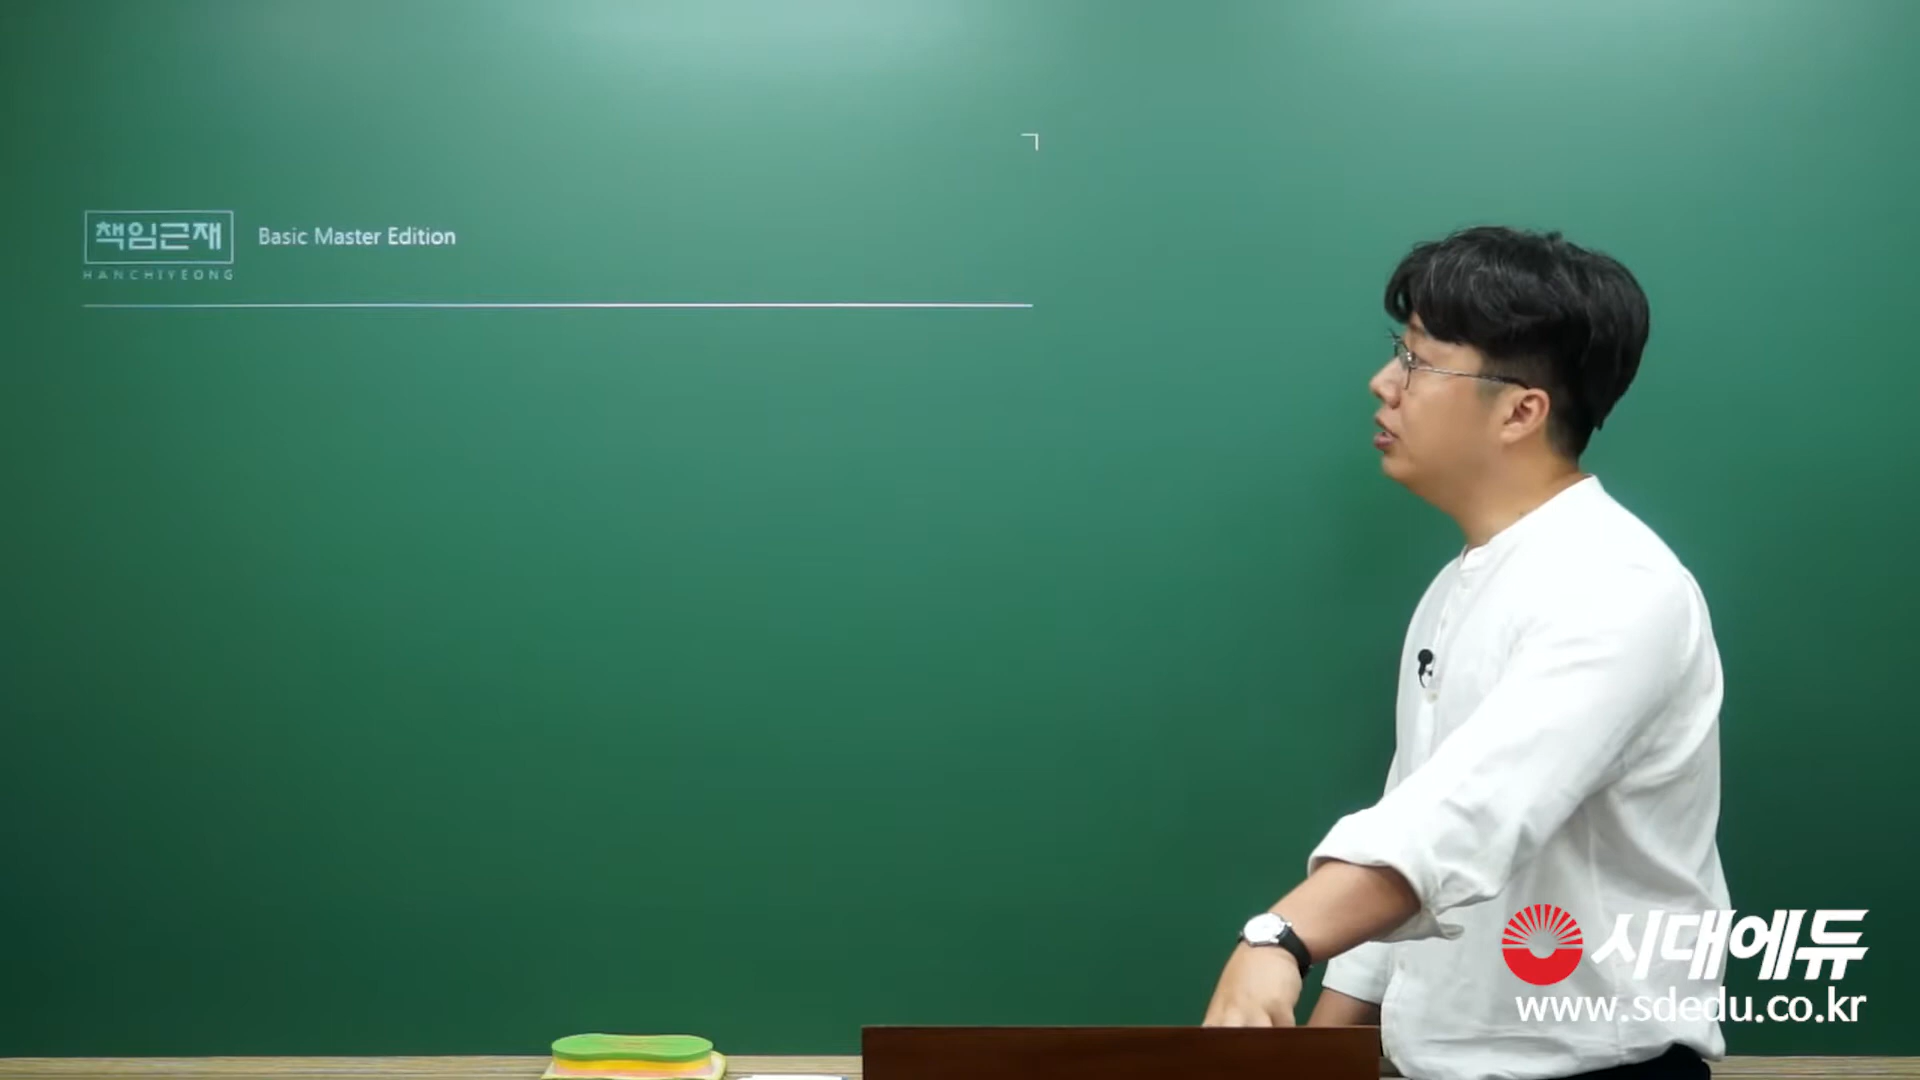 책임근재
HANCHIYEONG
Basic Master Edition
시대에듀
www.sdedu.co.kr